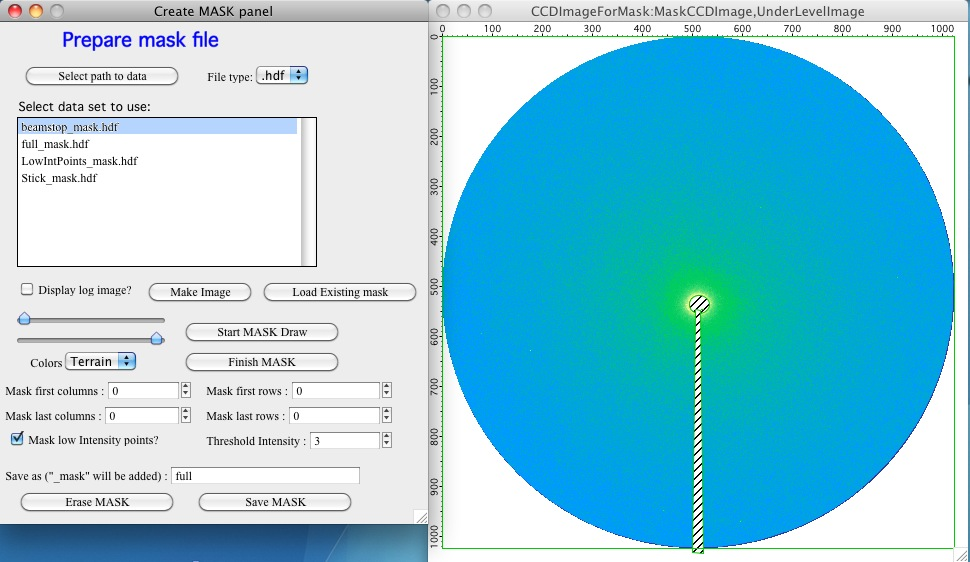 Create MASK panel
Prepare mask file
Select path to data
File type: .hdf
Select data set to use:
beamstop_mask.hdf
full_mask.hdf
LowIntPoints_mask.hdf
Stick_mask.hdf
Display log image?
Make Image
Load Existing mask
Start MASK Draw
Colors Terrain
Finish MASK
Mask first columns : 0
Mask first rows : 0
Mask last columns : 0
Mask last rows : 0
Mask low Intensity points?
Threshold Intensity : 3
Save as ("_mask" will be added) : full
Erase MASK
Save MASK
CCDImageForMask:MaskCCDImage,UnderLevelImage
0 100 200 300 400 500 600 700 800 900 1000
0
100
200
300
400
500
600
700
800
900
1000